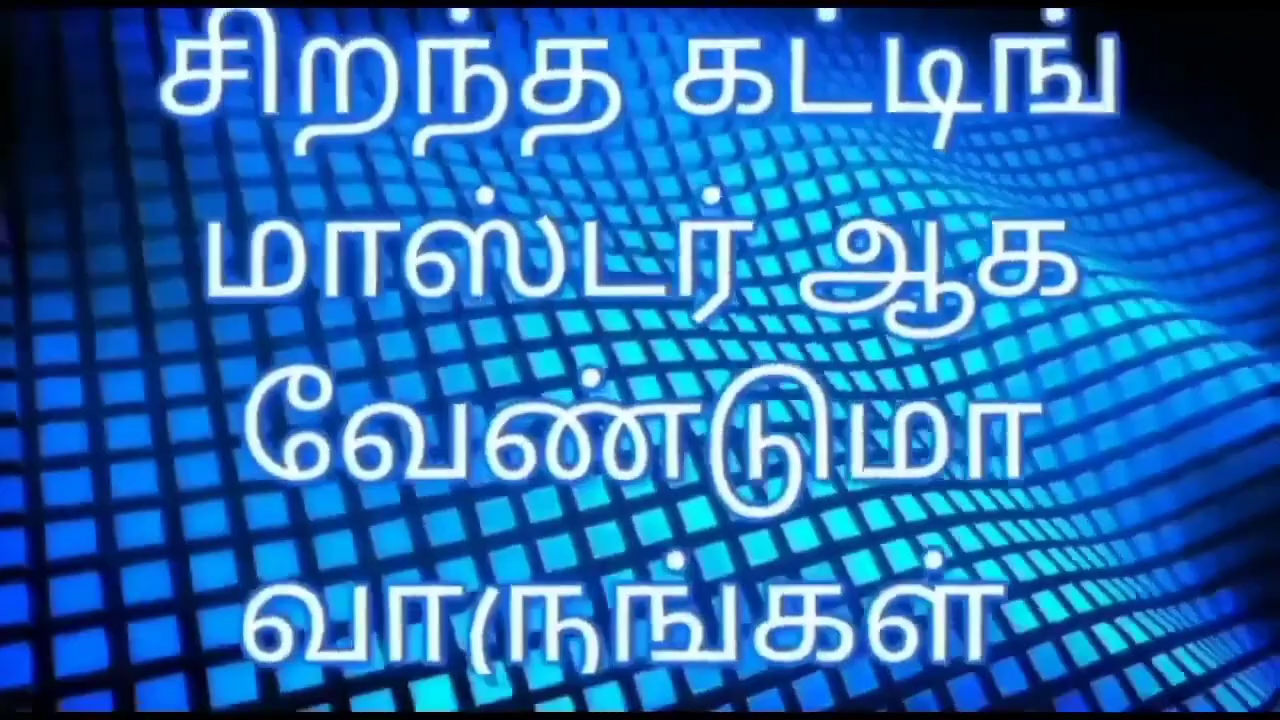 சிறந்த கட்டிங்
மாஸ்டர் ஆக
வேண்டுமா
வாருங்கள்